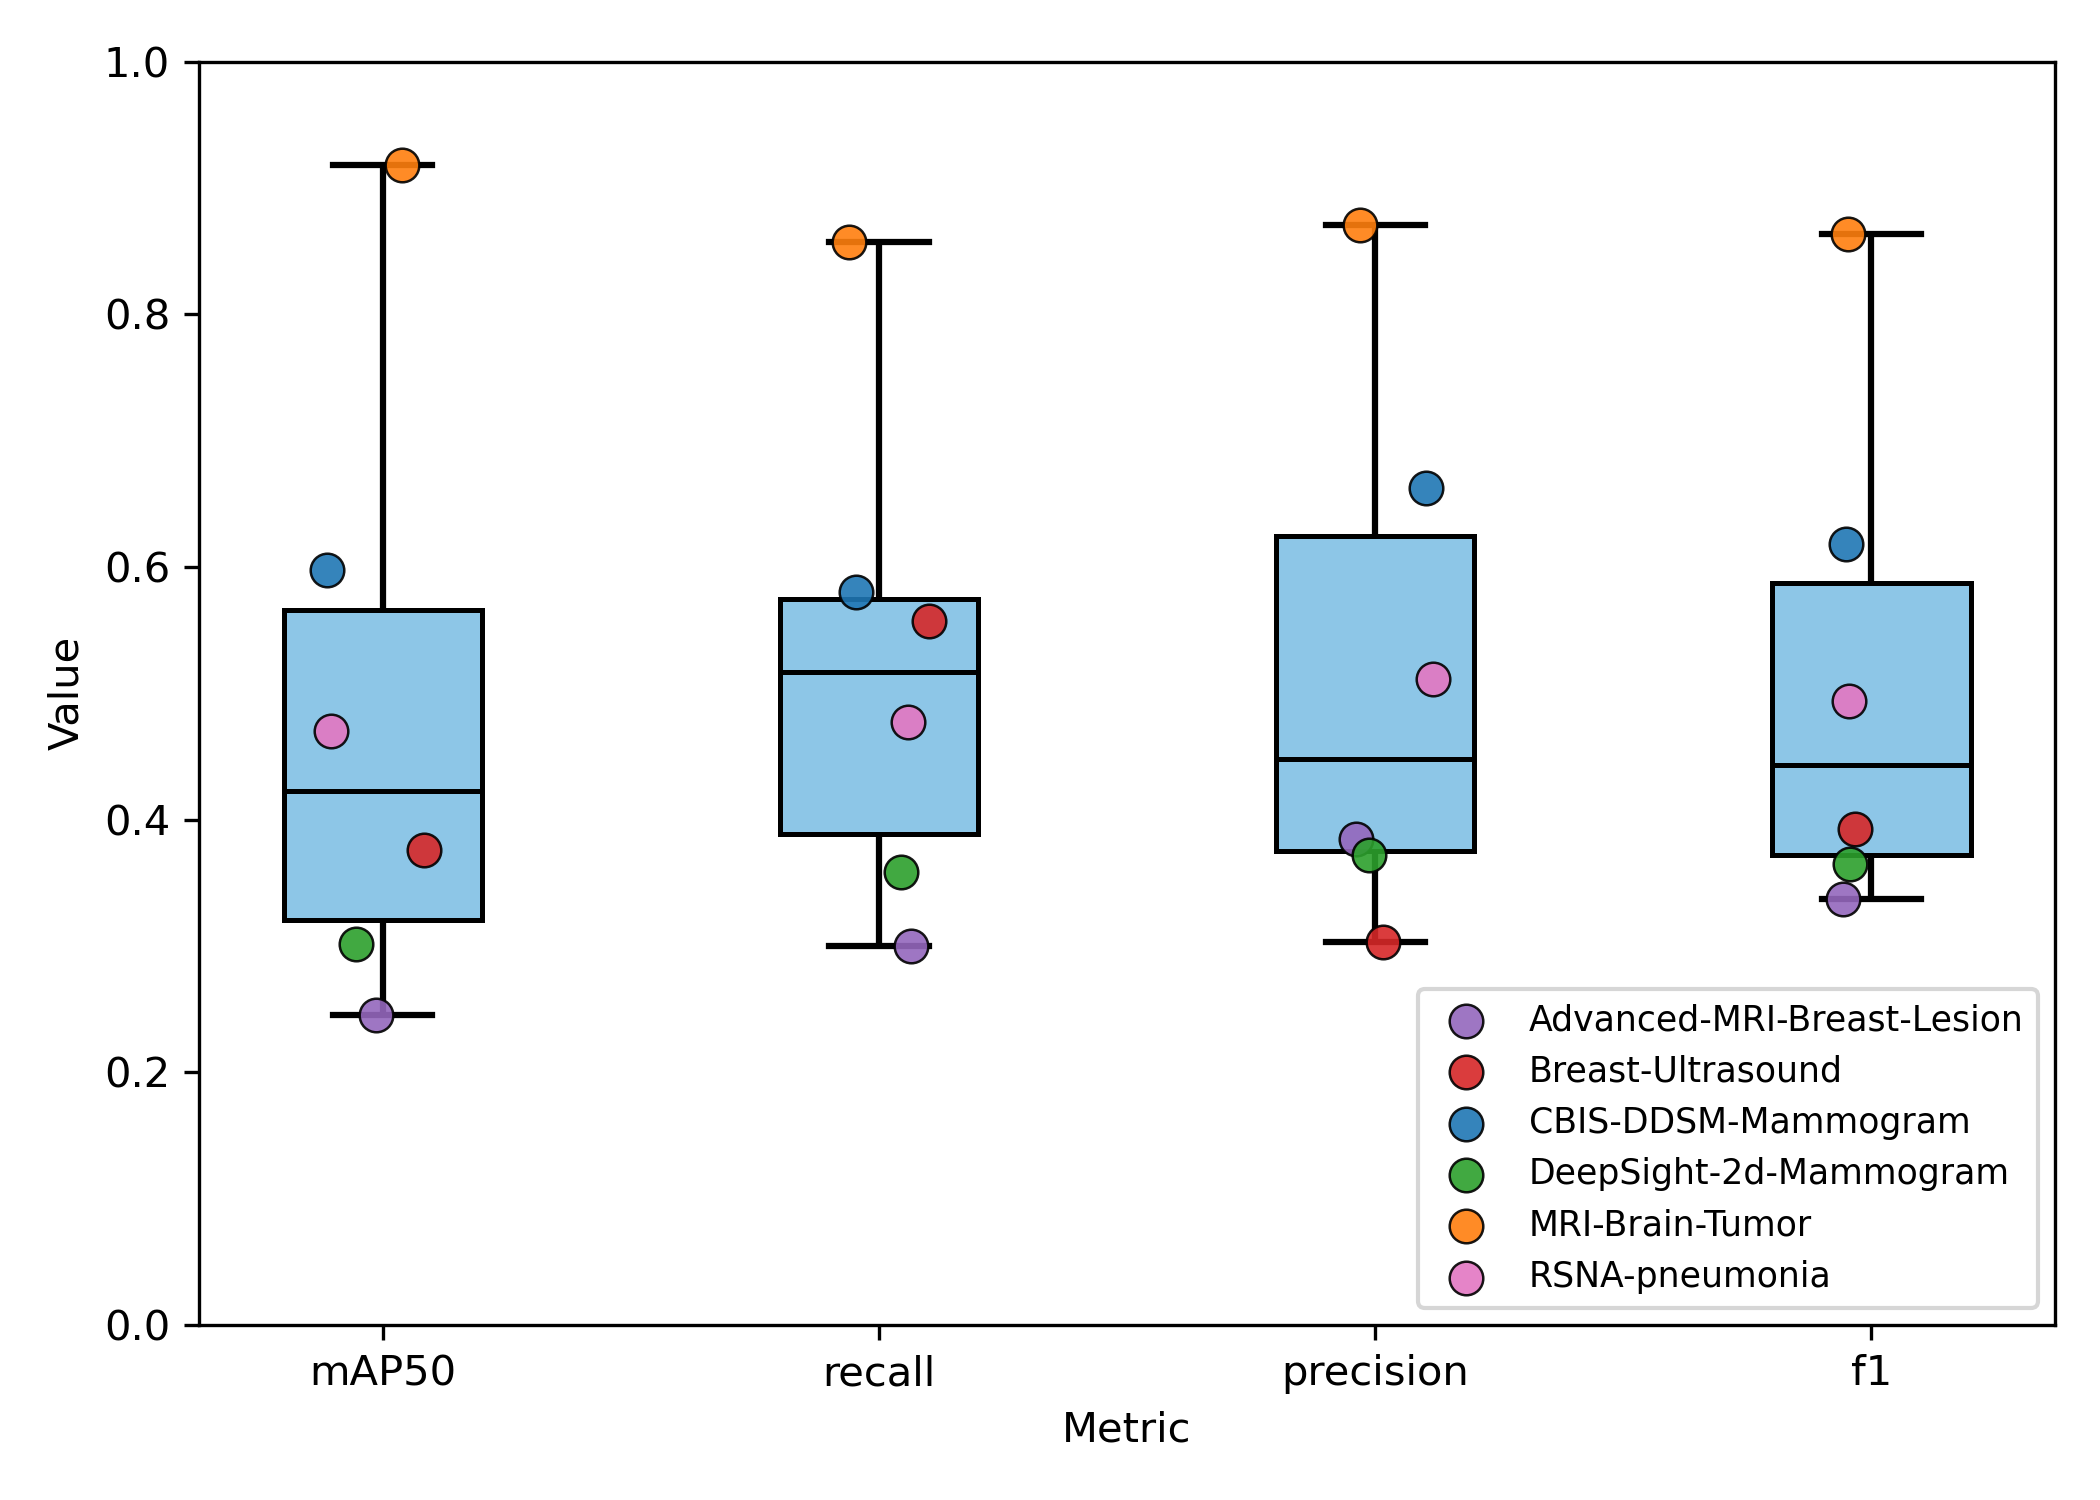 1.0
0.8
0.6
0.4
0.2
0.0
Value
mAP50
recall
precision
f1
Metric
Advanced-MRI-Breast-Lesion
Breast-Ultrasound
CBIS-DDSM-Mammogram
DeepSight-2d-Mammogram
MRI-Brain-Tumor
RSNA-pneumonia